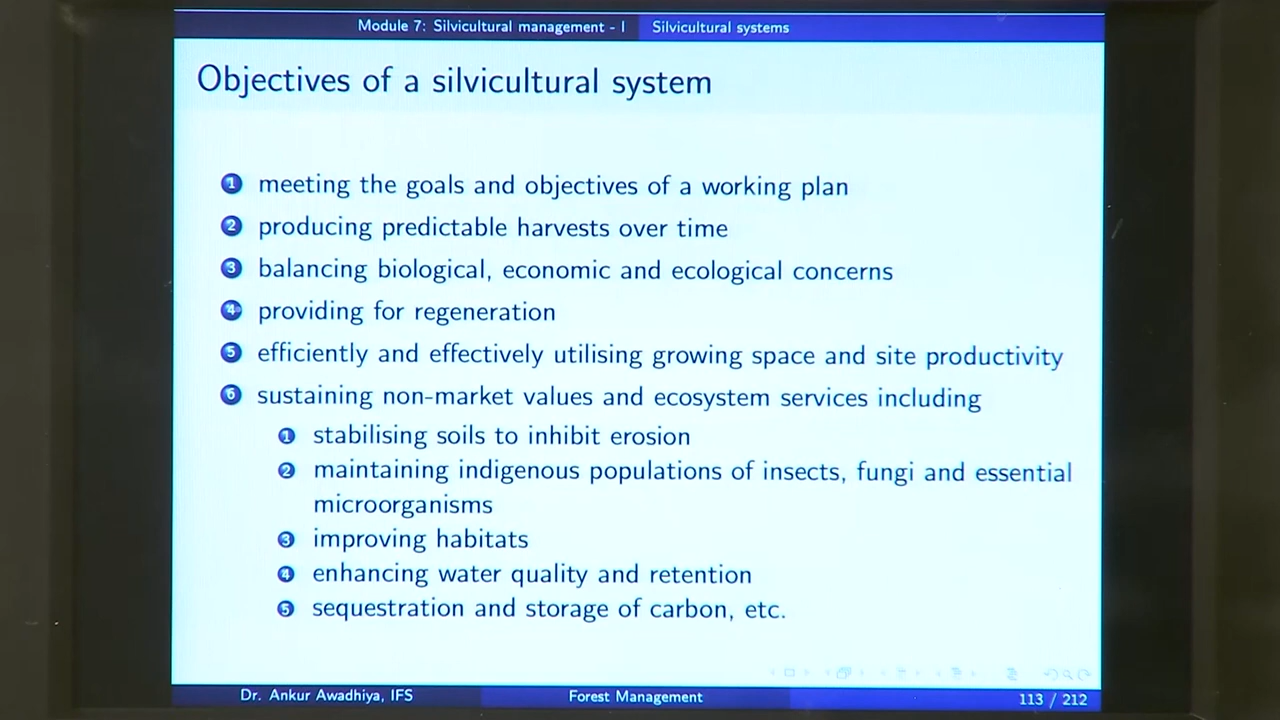 Module 7: Silvicultural management - I Silvicultural systems
Objectives of a silvicultural system
1 meeting the goals and objectives of a working plan
2 producing predictable harvests over time
3 balancing biological, economic and ecological concerns
4 providing for regeneration
5 efficiently and effectively utilising growing space and site productivity
6 sustaining non-market values and ecosystem services including
1 stabilising soils to inhibit erosion
2 maintaining indigenous populations of insects, fungi and essential
microorganisms
3 improving habitats
4 enhancing water quality and retention
5 sequestration and storage of carbon, etc.
Dr. Ankur Awadhiya, IFS Forest Management 113 / 212